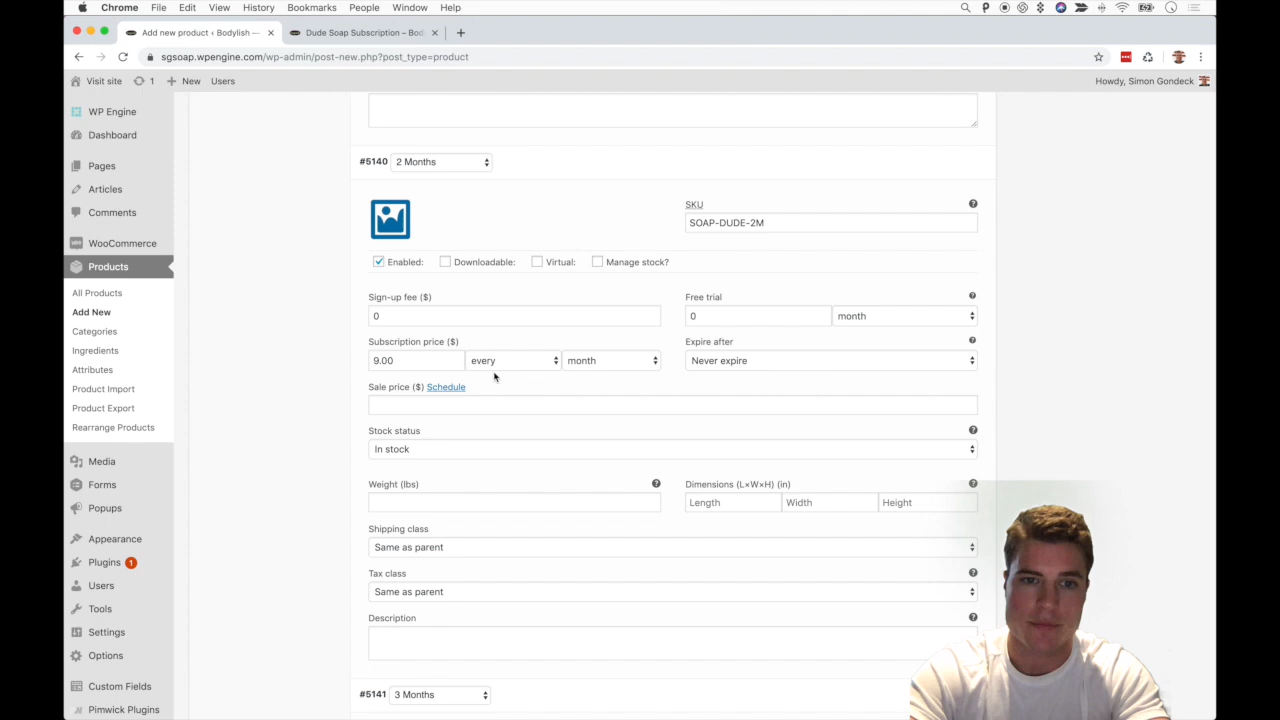 Chrome File Edit View History Bookmarks People Window Help
Add new product ‹ Bodylish — × Dude Soap Subscription – Bo × +
sgsoap.wpengine.com/wp-admin/post-new.php?post_type=product
Visit site 1 + New Users Howdy, Simon Gondeck
WP Engine
Dashboard
Pages
Articles
Comments
WooCommerce
Products
All Products
Add New
Categories
Ingredients
Attributes
Product Import
Product Export
Rearrange Products
Media
Forms
Popups
Appearance
Plugins 1
Users
Tools
Settings
Options
Custom Fields
Pimwick Plugins
#5140 2 Months
SKU
SOAP-DUDE-2M
Enabled: Downloadable: Virtual: Manage stock?
Sign-up fee ($) Free trial
0 0 month
Subscription price ($) Expire after
9.00 every month Never expire
Sale price ($) Schedule
Stock status
In stock
Weight (lbs) Dimensions (L×W×H) (in)
Length Width Height
Shipping class
Same as parent
Tax class
Same as parent
Description
#5141 3 Months